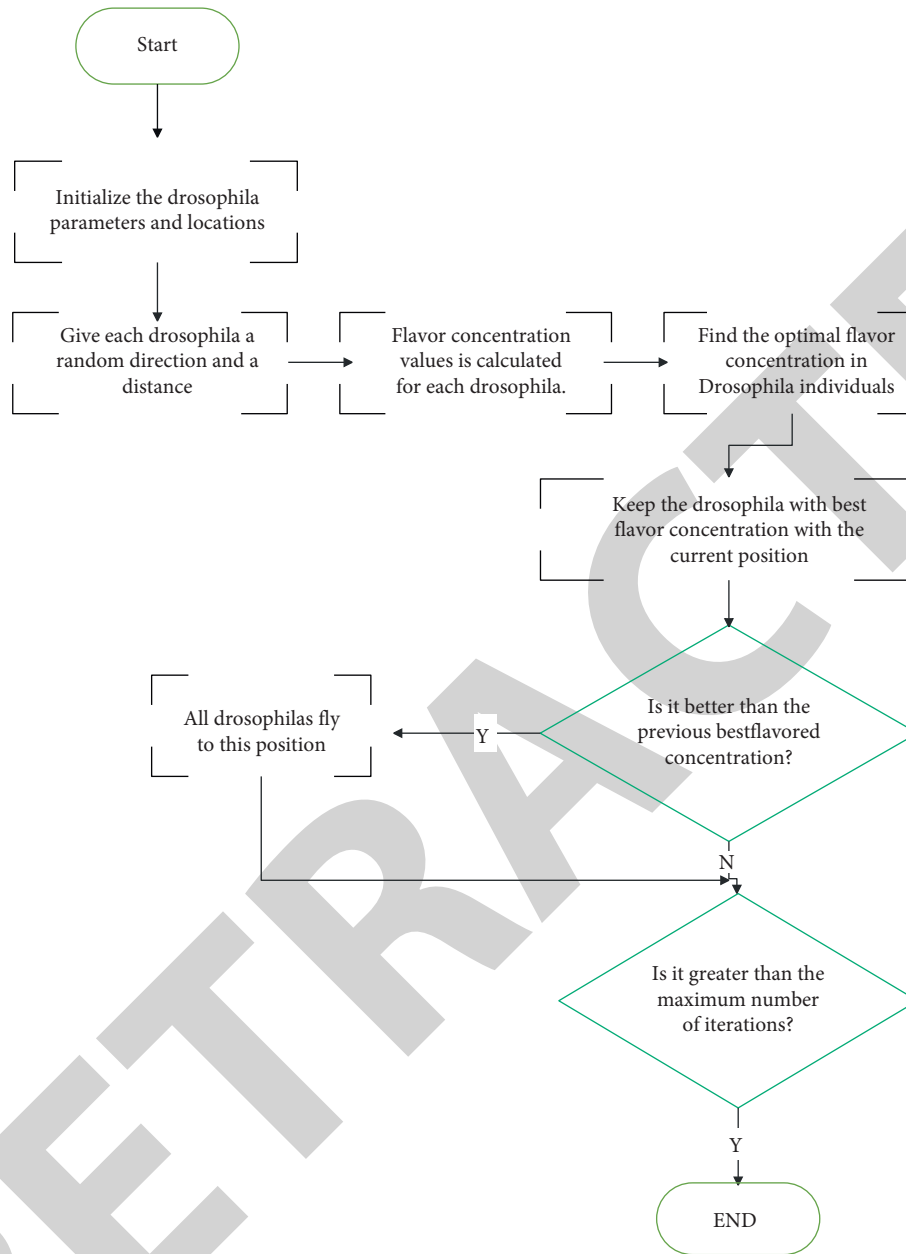 Start
Initialize the drosophila
parameters and locations
Give each drosophila a
random direction and a
distance
Flavor concentration
values is calculated
for each drosophila.
Find the optimal flavor
concentration in
Drosophila individuals
Keep the drosophila with best
flavor concentration with the
current position
Is it better than the
previous bestflavored
concentration?
Y
All drosophilas fly
to this position
N
Is it greater than the
maximum number
of iterations?
Y
END
RETRACTE